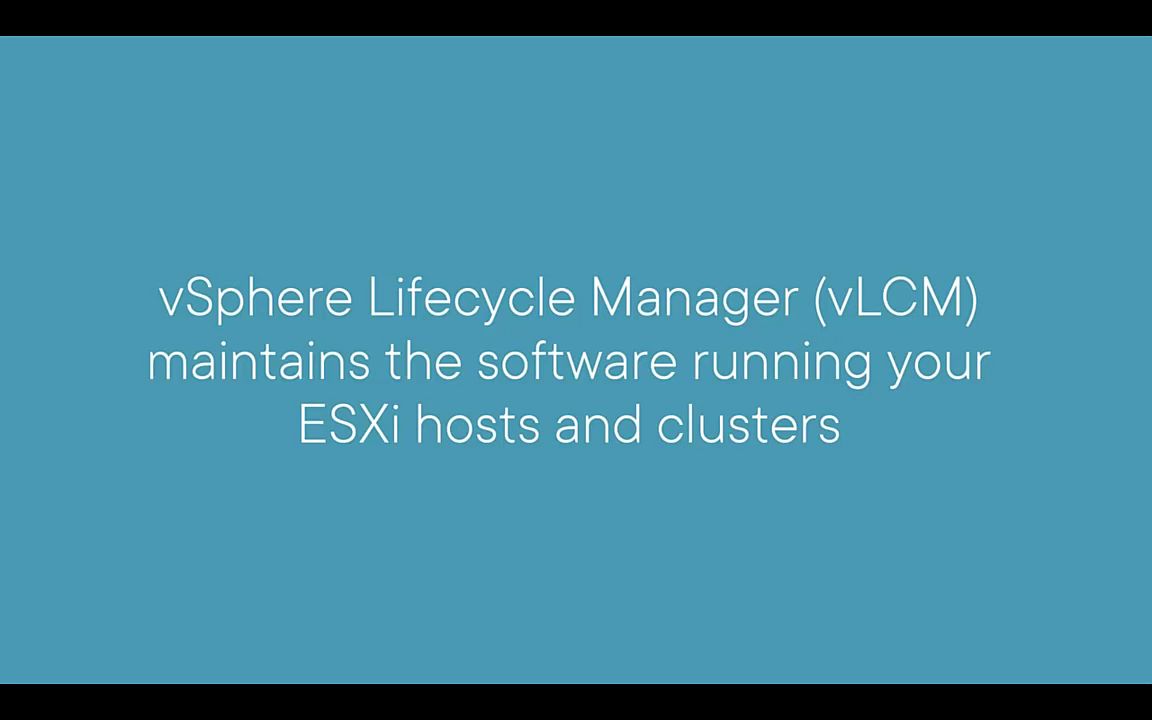 vSphere Lifecycle Manager (vLCM)
maintains the software running your
ESXi hosts and clusters